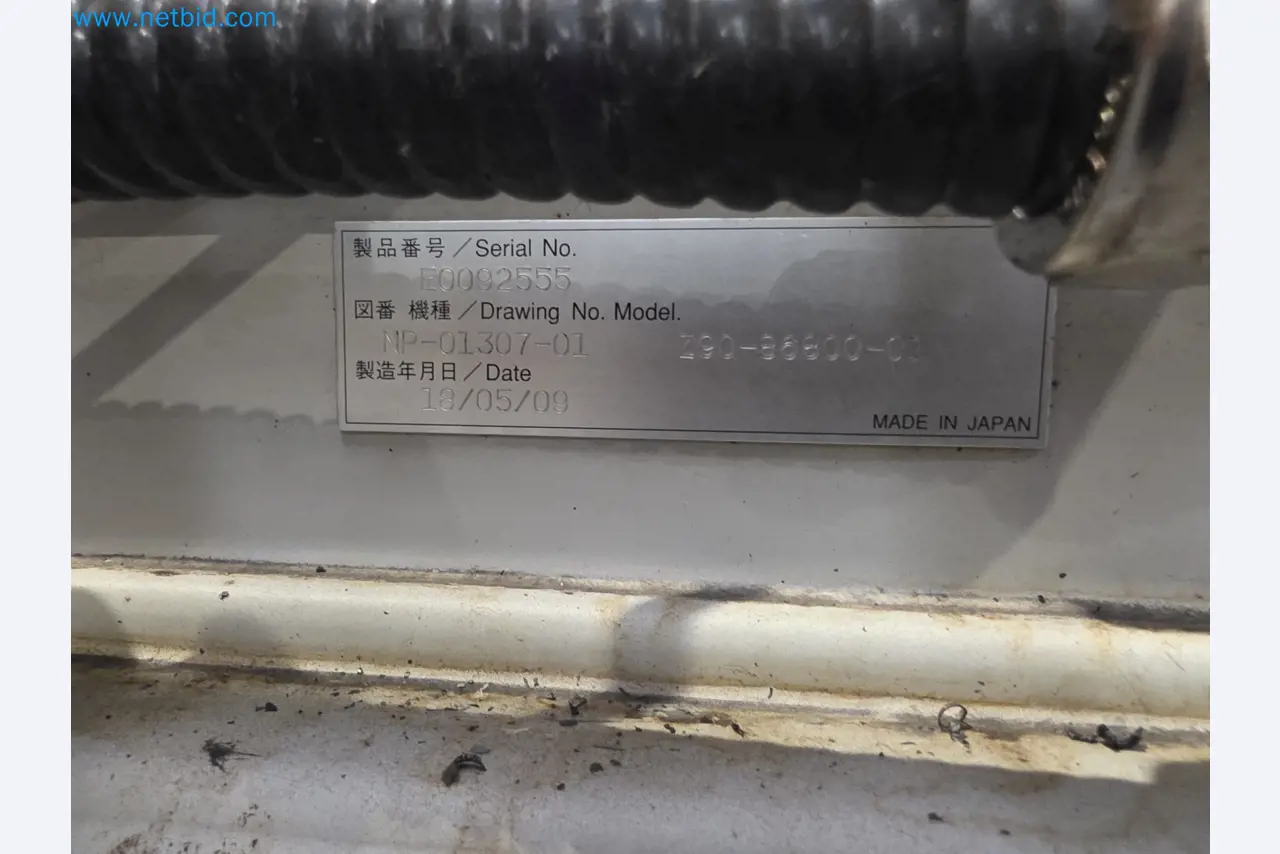 www.netbid.com
製品番号／Serial No.
E0092555
図番 機種／Drawing No. Model.
NP-01307-01
製造年月日／Date
18/05/09
MADE IN JAPAN